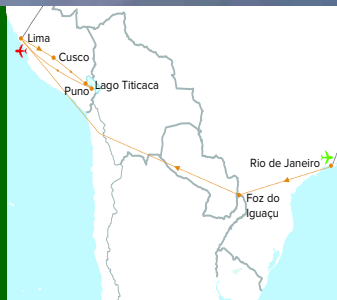 Lima
Cusco
Lago Titicaca
Puno
Rio de Janeiro
Foz do
Iguaçu